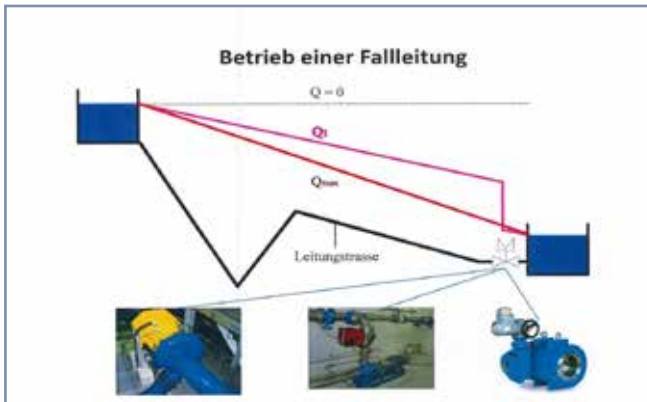 Betrieb einer Fallleitung
Q = 0
Q₁
Qmax
Leitungstrasse